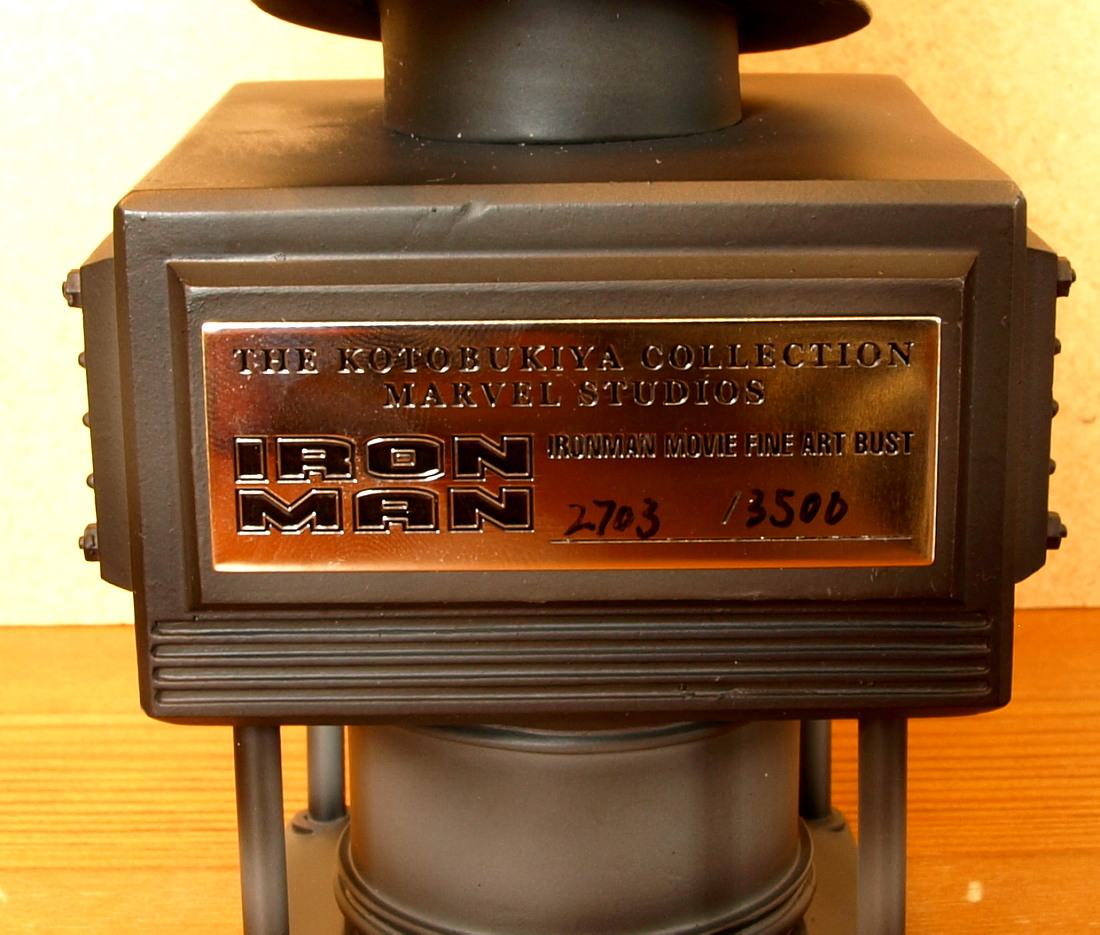 THE KOTOBUKIYA COLLECTION
MARVEL STUDIOS
IRON
MAN
IRONMAN MOVIE FINE ART BUST
2703 /3500